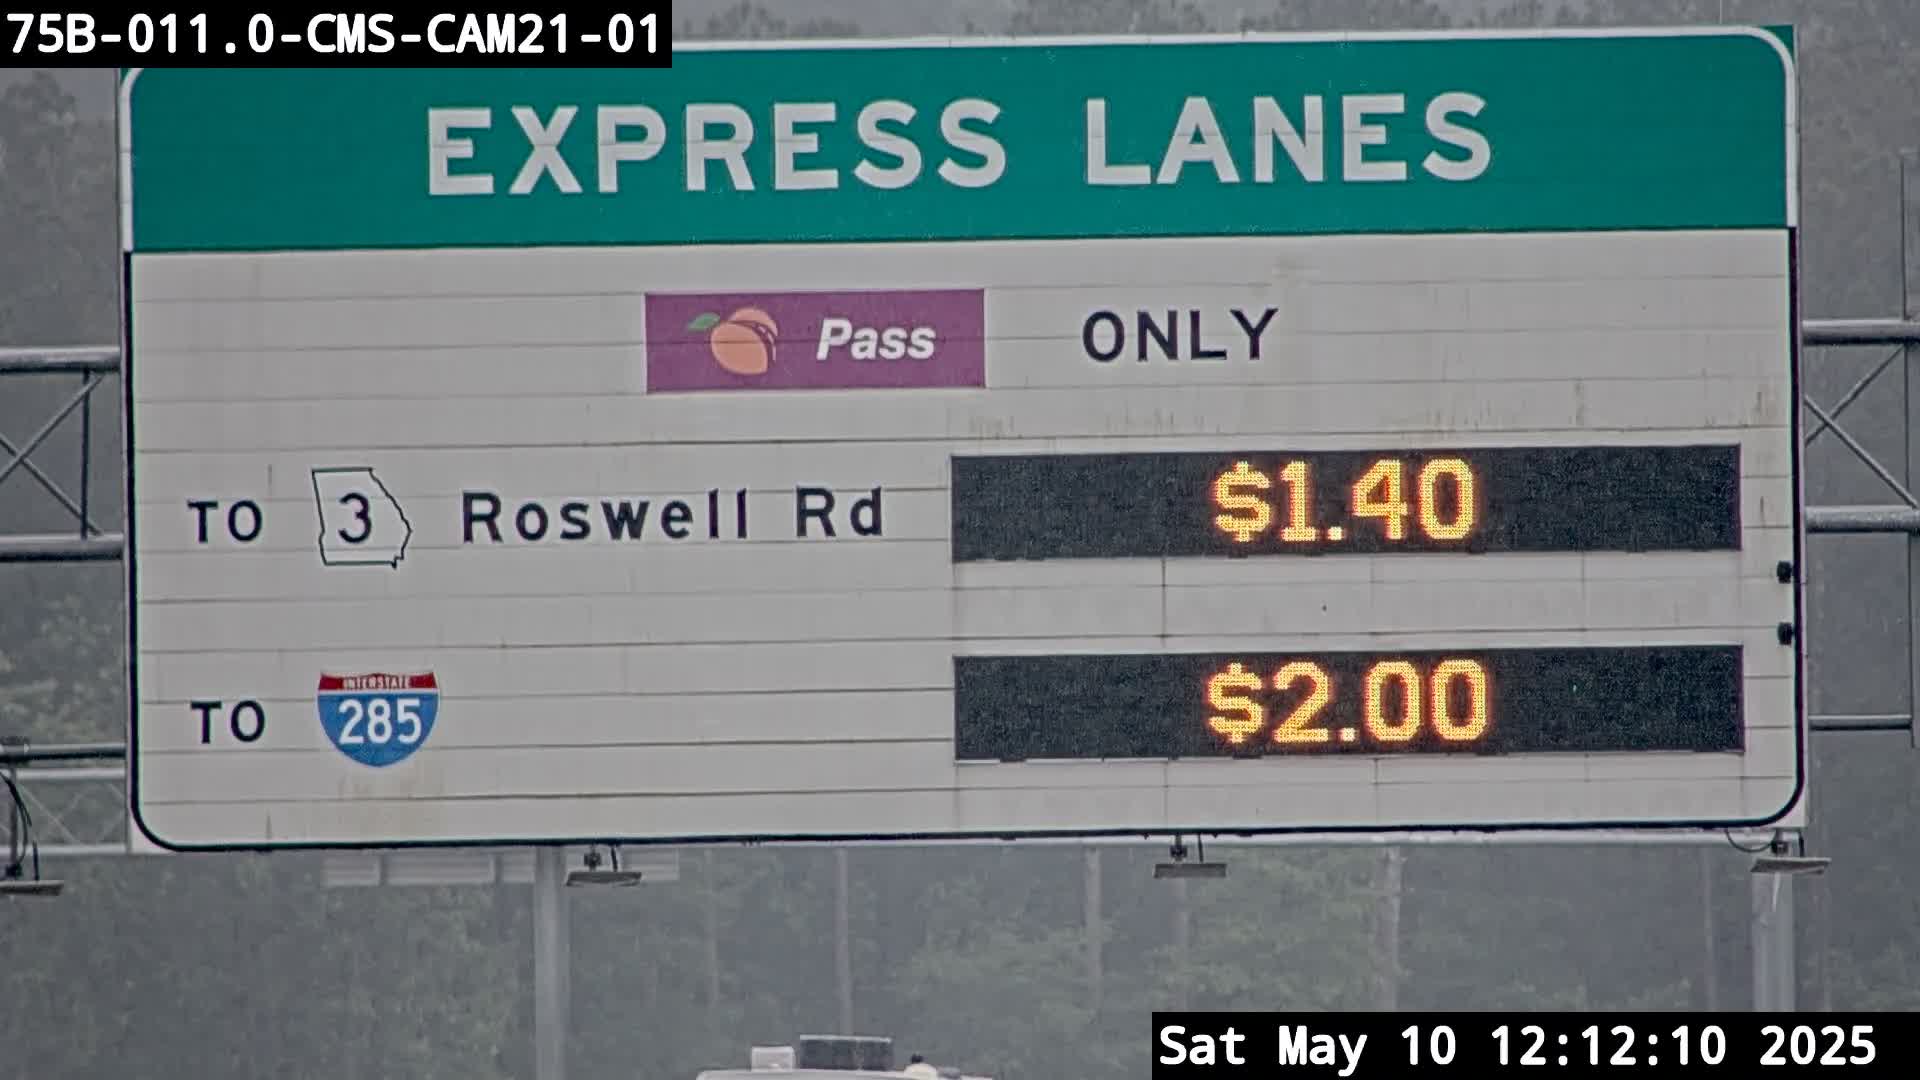 75B-011.0-CMS-CAM21-01
EXPRESS LANES
Pass ONLY
TO 3 Roswell Rd $1.40
INTERSTATE
TO 285 $2.00
Sat May 10 12:12:10 2025